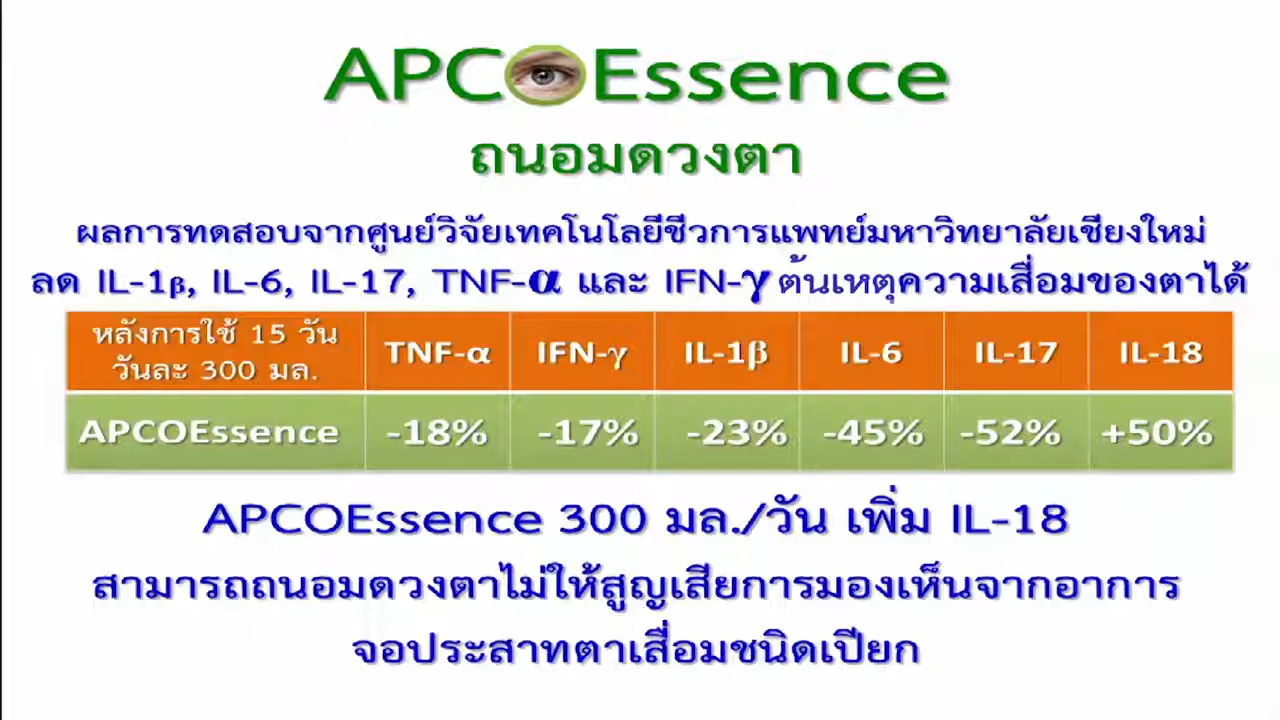 APCOEssence
ถนอมดวงตา
ผลการทดสอบจากศูนย์วิจัยเทคโนโลยีชีวการแพทย์มหาวิทยาลัยเชียงใหม่
ลด IL-1β, IL-6, IL-17, TNF-α และ IFN-γ ต้นเหตุความเสื่อมของตาได้
หลังการใช้ 15 วัน
วันละ 300 มล.
TNF-α IFN-γ IL-1β IL-6 IL-17 IL-18
APCOEssence -18% -17% -23% -45% -52% +50%
APCOEssence 300 มล./วัน เพิ่ม IL-18
สามารถถนอมดวงตาไม่ให้สูญเสียการมองเห็นจากอาการ
จอประสาทตาเสื่อมชนิดเปียก